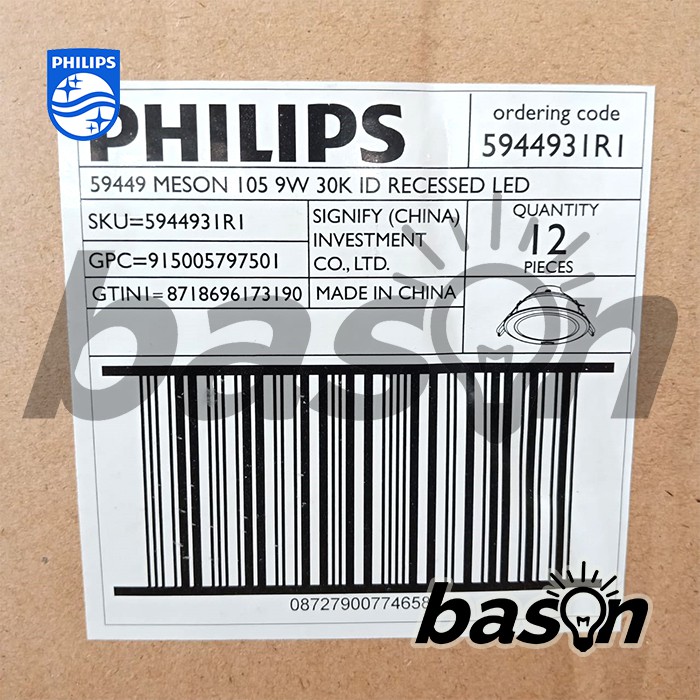 PHILIPS
PHILIPS
ordering code
5944931R1
59449 MESON 105 9W 30K ID RECESSED LED
SKU=5944931R1
GPC=915005797501
GTIN1=8718696173190
SIGNIFY (CHINA)
INVESTMENT
CO., LTD.
MADE IN CHINA
QUANTITY
12
PIECES
bason
08727900774658
bason